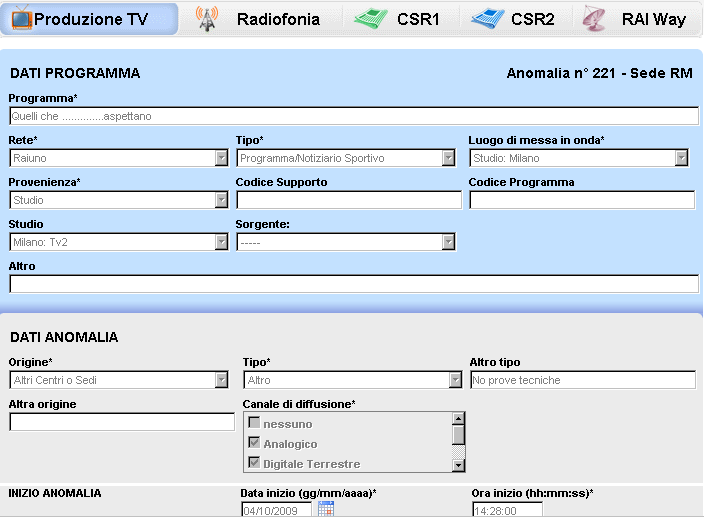 Produzione TV Radiofonia CSR1 CSR2 RAI Way
DATI PROGRAMMA Anomalia n° 221 - Sede RM
Programma*
Quelli che ..............aspettano
Rete* Tipo* Luogo di messa in onda*
Raiuno Programma/Notiziario Sportivo Studio: Milano
Provenienza* Codice Supporto Codice Programma
Studio
Studio Sorgente:
Milano: Tv2 -----
Altro
DATI ANOMALIA
Origine* Tipo* Altro tipo
Altri Centri o Sedi Altro No prove tecniche
Altra origine Canale di diffusione*
nessuno
Analogico
Digitale Terrestre
INIZIO ANOMALIA Data inizio (gg/mm/aaaa)* Ora inizio (hh:mm:ss)*
04/10/2009 14:28:00